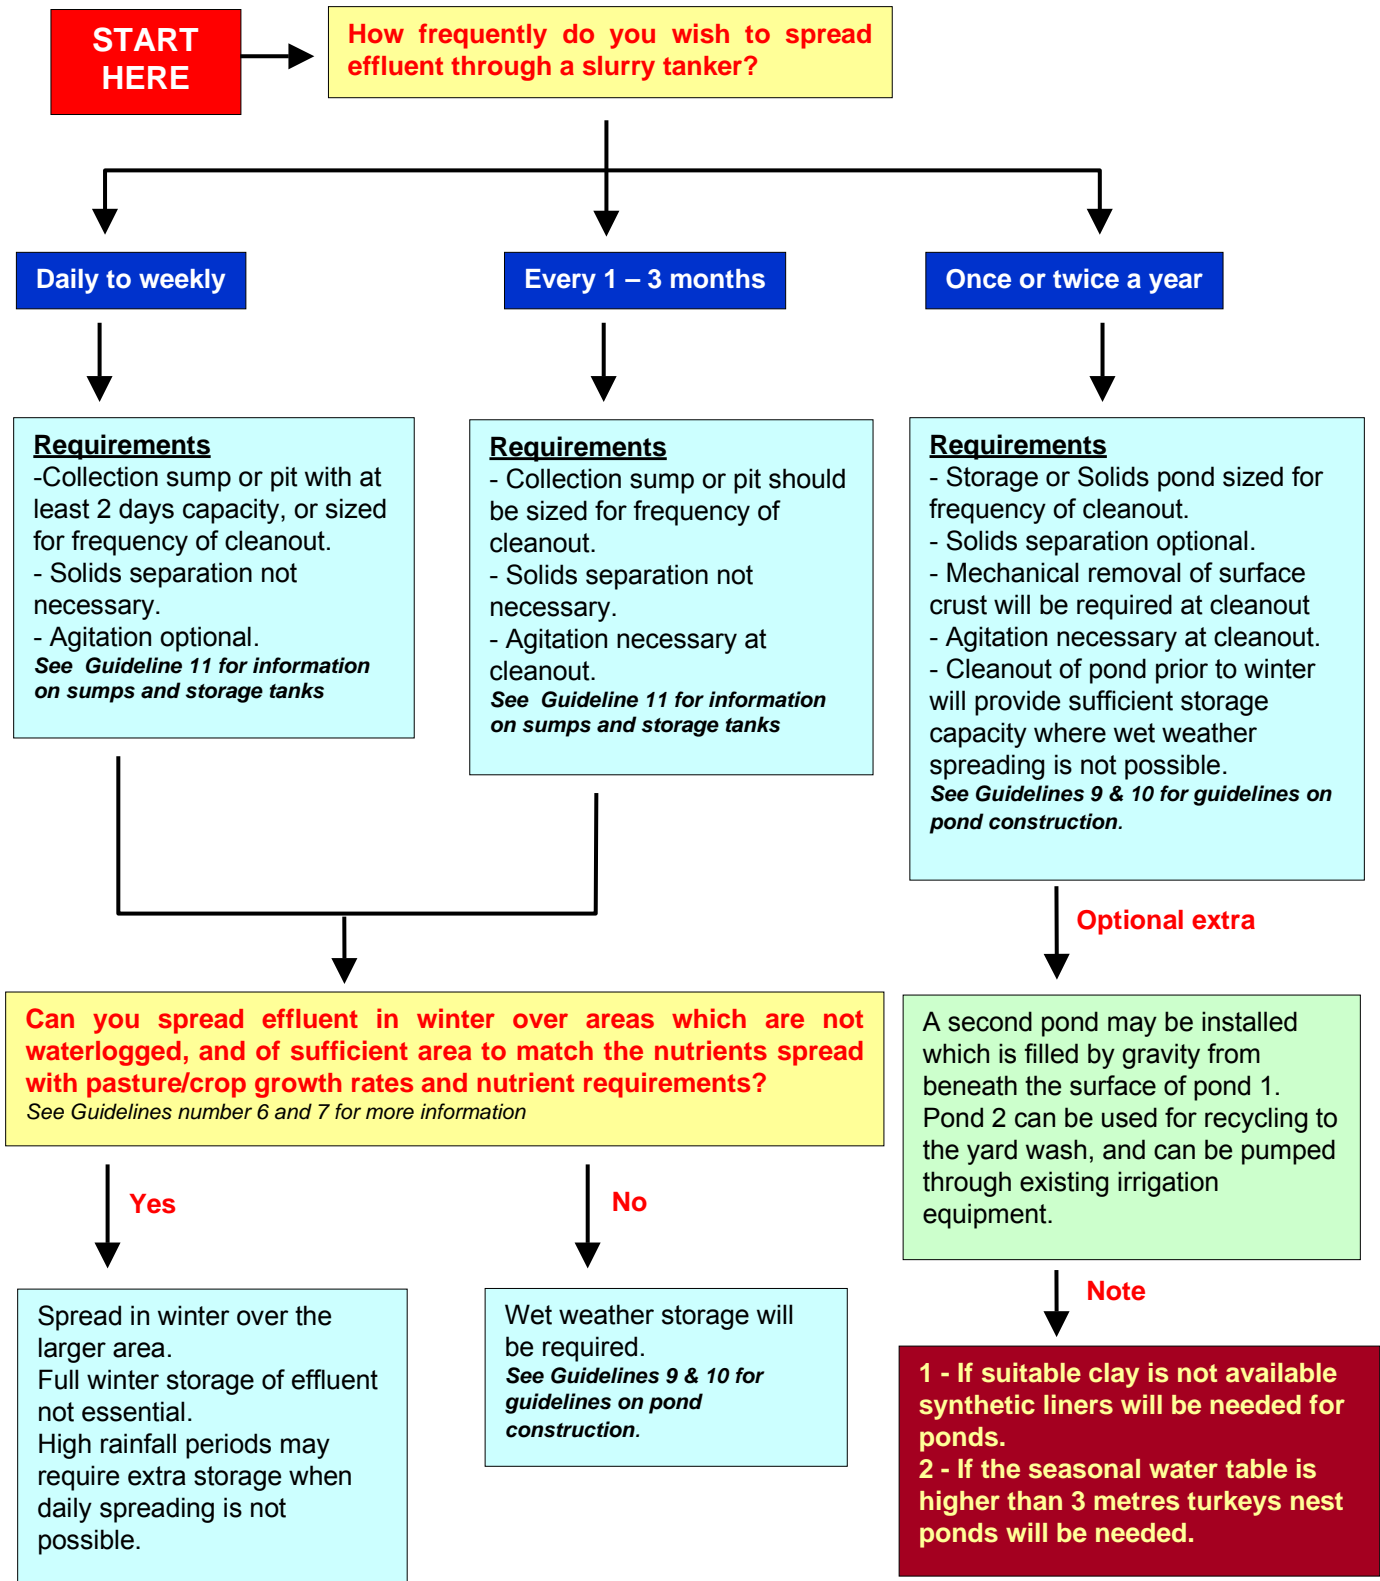 START
HERE
How frequently do you wish to spread
effluent through a slurry tanker?
Daily to weekly
Every 1 – 3 months
Once or twice a year
Requirements
-Collection sump or pit with at
least 2 days capacity, or sized
for frequency of cleanout.
- Solids separation not
necessary.
- Agitation optional.
See Guideline 11 for information
on sumps and storage tanks
Requirements
- Collection sump or pit should
be sized for frequency of
cleanout.
- Solids separation not
necessary.
- Agitation necessary at
cleanout.
See Guideline 11 for information
on sumps and storage tanks
Requirements
- Storage or Solids pond sized for
frequency of cleanout.
- Solids separation optional.
- Mechanical removal of surface
crust will be required at cleanout
- Agitation necessary at cleanout.
- Cleanout of pond prior to winter
will provide sufficient storage
capacity where wet weather
spreading is not possible.
See Guidelines 9 & 10 for guidelines on
pond construction.
Optional extra
Can you spread effluent in winter over areas which are not
waterlogged, and of sufficient area to match the nutrients spread
with pasture/crop growth rates and nutrient requirements?
See Guidelines number 6 and 7 for more information
A second pond may be installed
which is filled by gravity from
beneath the surface of pond 1.
Pond 2 can be used for recycling to
the yard wash, and can be pumped
through existing irrigation
equipment.
Yes
No
Note
Spread in winter over the
larger area.
Full winter storage of effluent
not essential.
High rainfall periods may
require extra storage when
daily spreading is not
possible.
Wet weather storage will
be required.
See Guidelines 9 & 10 for
guidelines on pond
construction.
1 - If suitable clay is not available
synthetic liners will be needed for
ponds.
2 - If the seasonal water table is
higher than 3 metres turkeys nest
ponds will be needed.